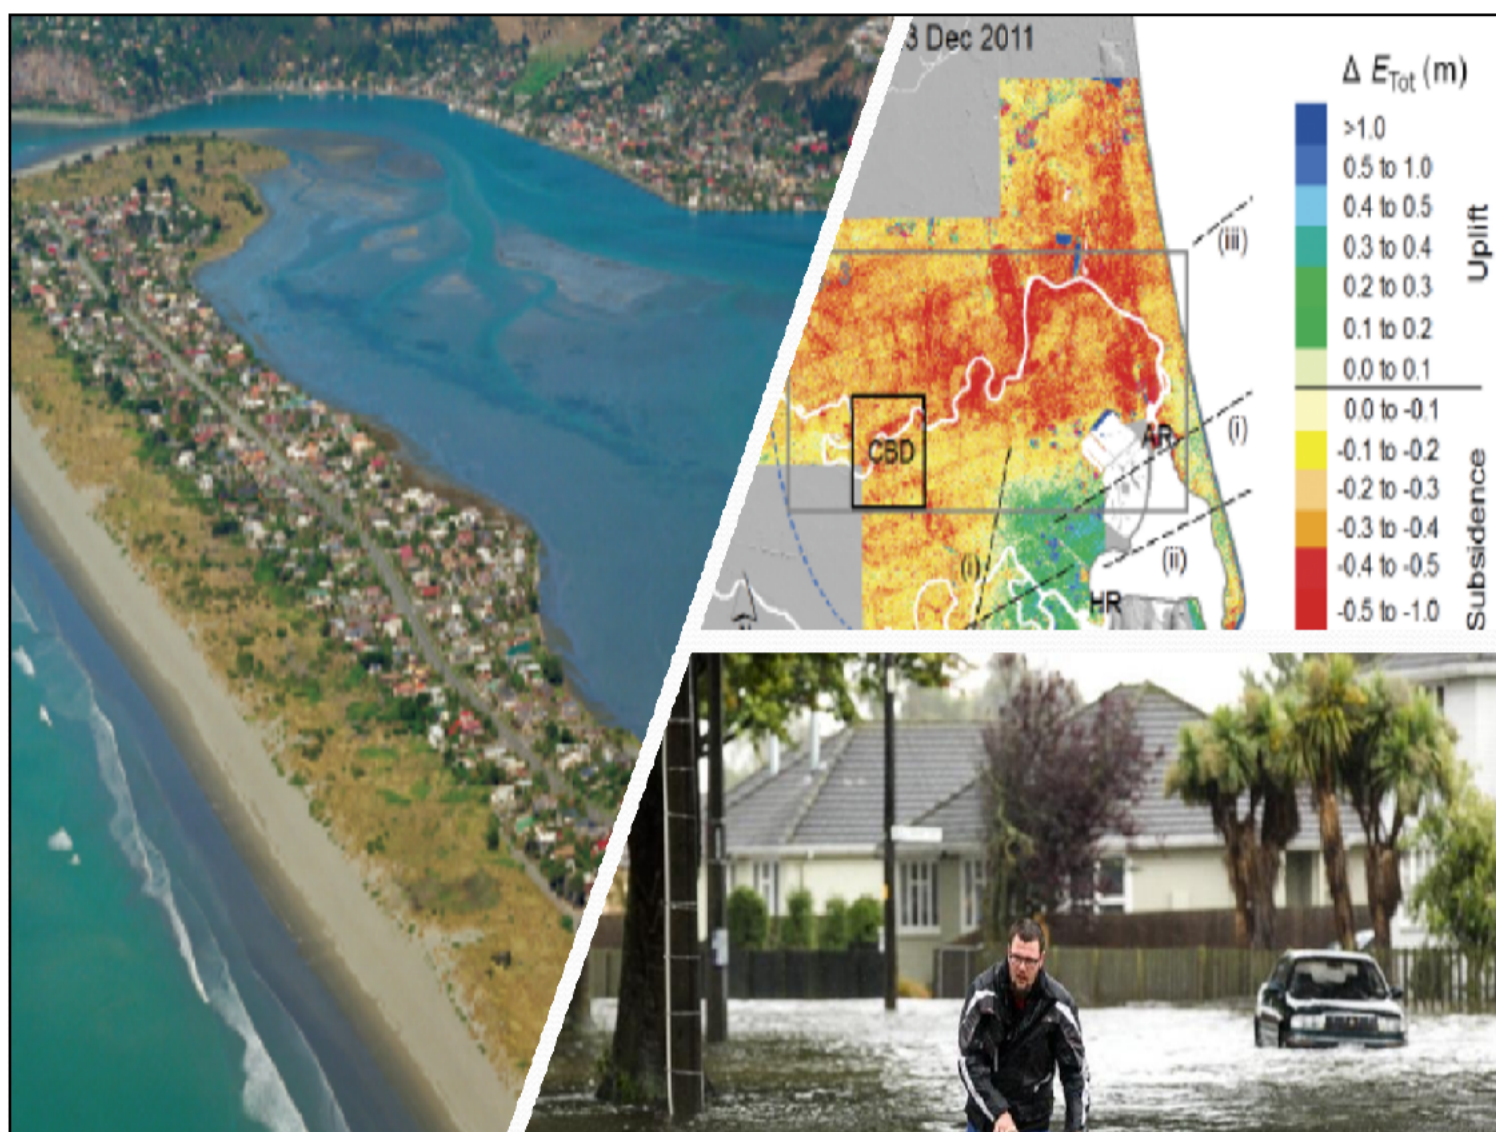 3 Dec 2011
Δ E Tot (m)
>1.0
0.5 to 1.0
0.4 to 0.5
0.3 to 0.4
0.2 to 0.3
0.1 to 0.2
0.0 to 0.1
0.0 to -0.1
-0.1 to -0.2
-0.2 to -0.3
-0.3 to -0.4
-0.4 to -0.5
-0.5 to -1.0
Uplift
Subsidence
(iii)
(i)
AR
CBD
(i)
(ii)
HR